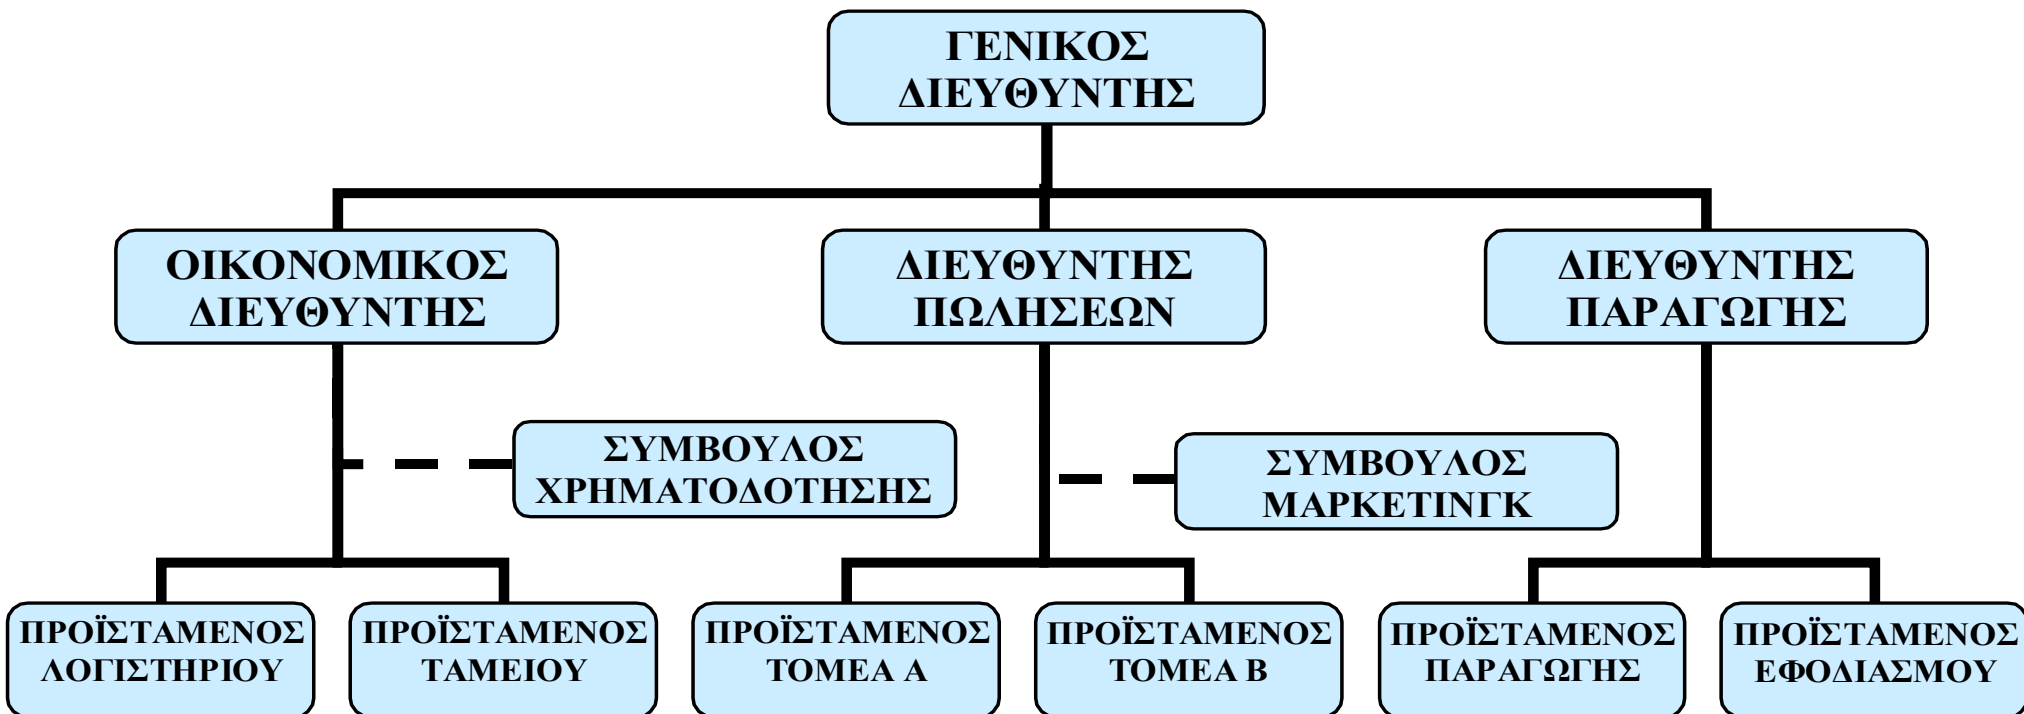 ΓΕΝΙΚΟΣ
ΔΙΕΥΘΥΝΤΗΣ
ΟΙΚΟΝΟΜΙΚΟΣ
ΔΙΕΥΘΥΝΤΗΣ
ΔΙΕΥΘΥΝΤΗΣ
ΠΩΛΗΣΕΩΝ
ΔΙΕΥΘΥΝΤΗΣ
ΠΑΡΑΓΩΓΗΣ
ΣΥΜΒΟΥΛΟΣ
ΧΡΗΜΑΤΟΔΟΤΗΣΗΣ
ΣΥΜΒΟΥΛΟΣ
ΜΑΡΚΕΤΙΝΓΚ
ΠΡΟΪΣΤΑΜΕΝΟΣ
ΛΟΓΙΣΤΗΡΙΟΥ
ΠΡΟΪΣΤΑΜΕΝΟΣ
ΤΑΜΕΙΟΥ
ΠΡΟΪΣΤΑΜΕΝΟΣ
ΤΟΜΕΑ Α
ΠΡΟΪΣΤΑΜΕΝΟΣ
ΤΟΜΕΑ Β
ΠΡΟΪΣΤΑΜΕΝΟΣ
ΠΑΡΑΓΩΓΗΣ
ΠΡΟΪΣΤΑΜΕΝΟΣ
ΕΦΟΔΙΑΣΜΟΥ